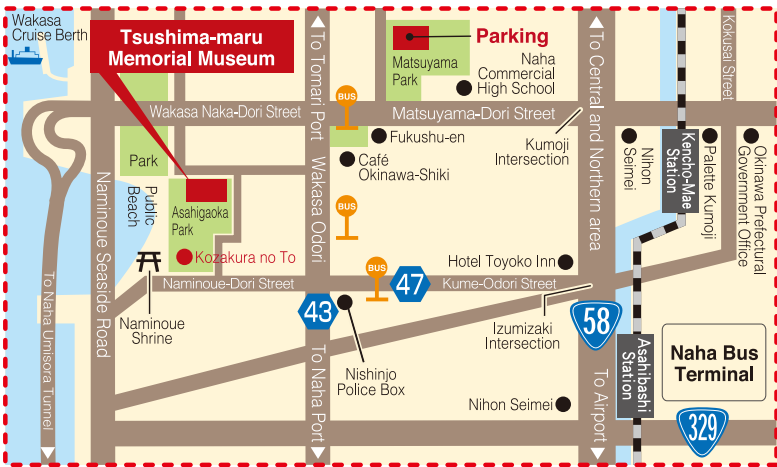 Wakasa
Cruise Berth
Tsushima-maru
Memorial Museum
To Tomari Port
Parking
Matsuyama
Park
Naha
Commercial
High School
To Central and Northern area
Kokusai Street
Wakasa Naka-Dori Street
BUS
Matsuyama-Dori Street
Fukushu-en
Kumoji
Intersection
Café
Okinawa-Shiki
Nihon
Seimei
Kencho-Mae
Station
Palette Kumoji
Okinawa Prefectural
Government Office
Park
Public
Beach
Asahigaoka
Park
Wakasa Odori
BUS
Naminoue Seaside Road
Kozakura no To
Hotel Toyoko Inn
BUS
Naminoue-Dori Street
47
Kume-Odori Street
To Naha Umisora Tunnel
Naminoue
Shrine
43
Izumizaki
Intersection
58
Nishinjo
Police Box
To Naha Port
Nihon Seimei
To Airport
Asahibashi
Station
Naha Bus
Terminal
329